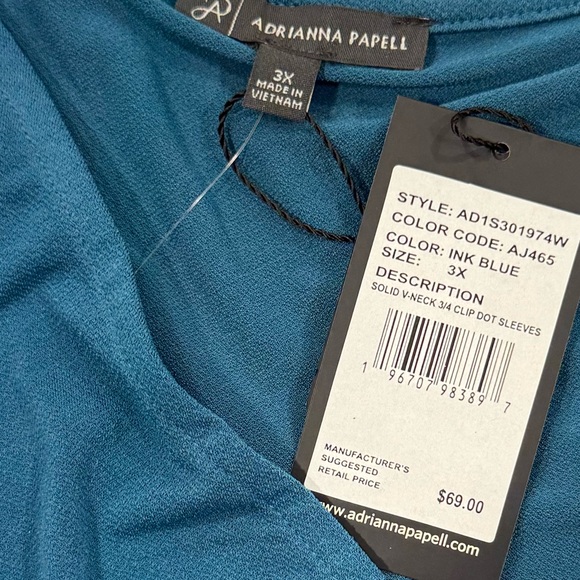 ADRIANNA PAPELL
3X
MADE IN
VIETNAM
STYLE: AD1S301974W
COLOR CODE: AJ465
COLOR: INK BLUE
SIZE: 3X
DESCRIPTION
SOLID V-NECK 3/4 CLIP DOT SLEEVES
1 96707 98389 7
MANUFACTURER'S
SUGGESTED
RETAIL PRICE
$69.00
www.adriannapapell.com